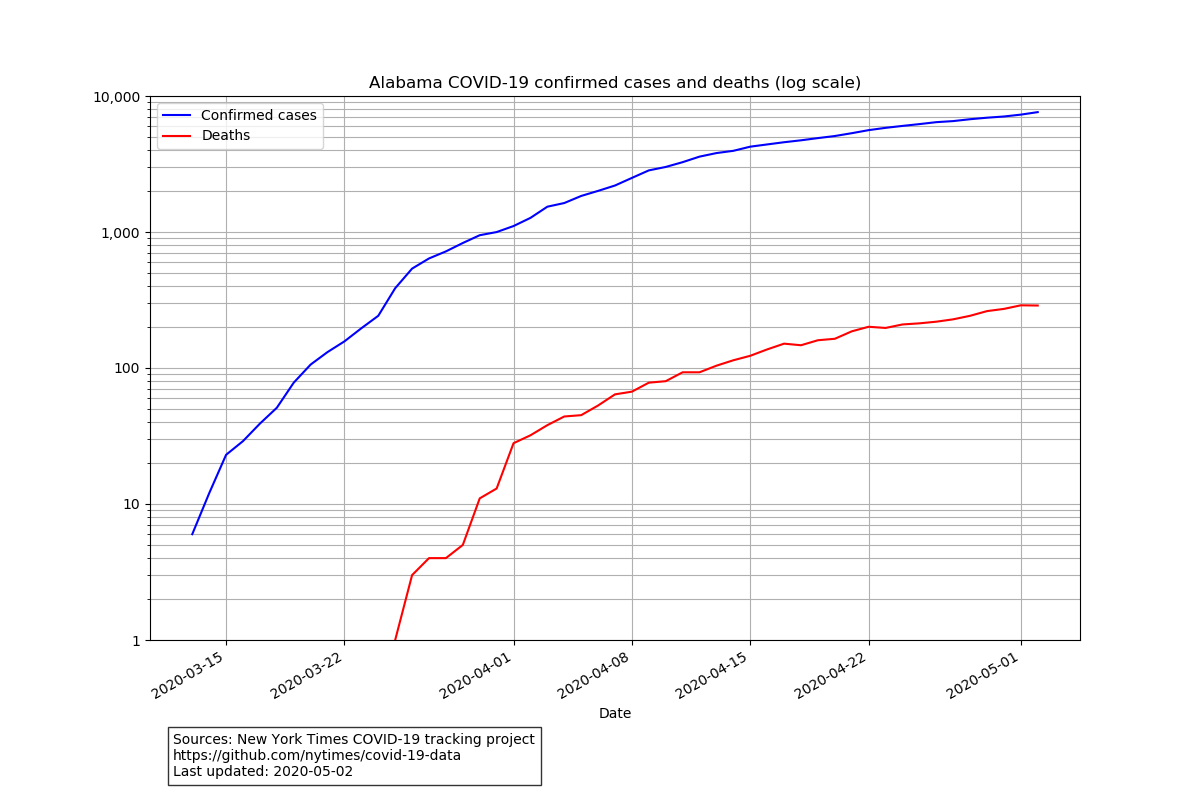 Alabama COVID-19 confirmed cases and deaths (log scale)
10,000
1,000
100
10
1
Confirmed cases
Deaths
2020-03-15
2020-03-22
2020-04-01
2020-04-08
2020-04-15
2020-04-22
2020-05-01
Date
Sources: New York Times COVID-19 tracking project
https://github.com/nytimes/covid-19-data
Last updated: 2020-05-02